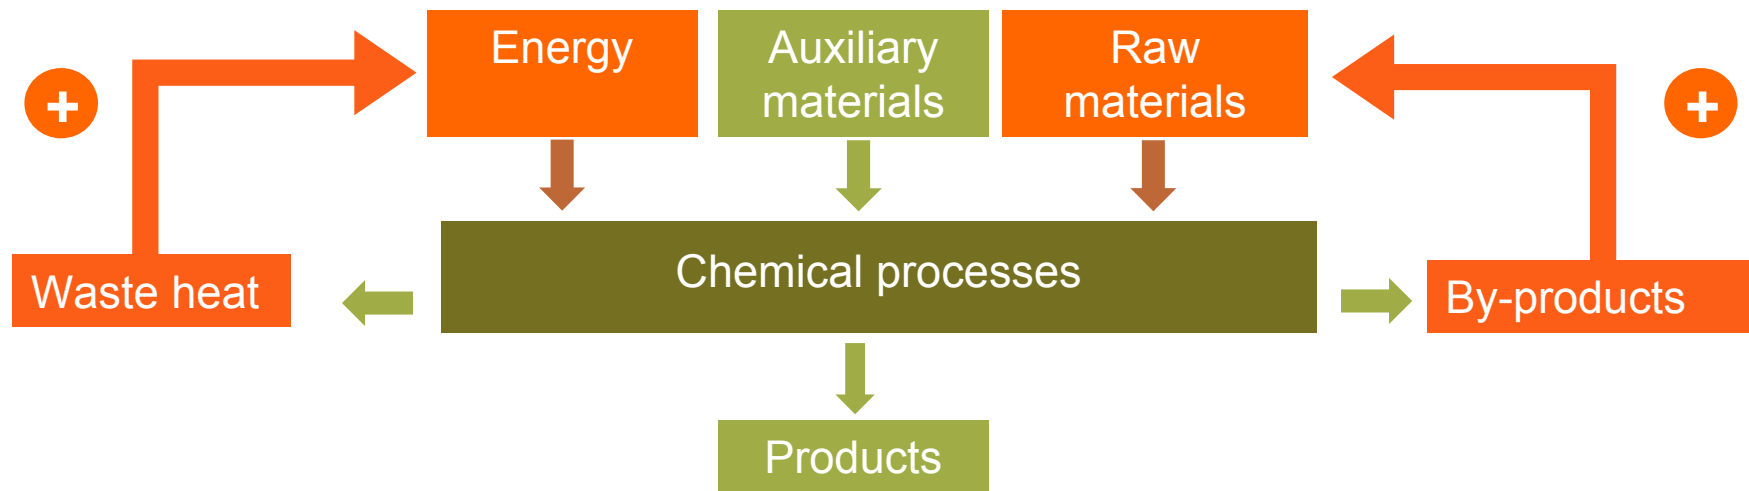 Energy
Auxiliary
materials
Raw
materials
+
+
Chemical processes
Waste heat
By-products
Products